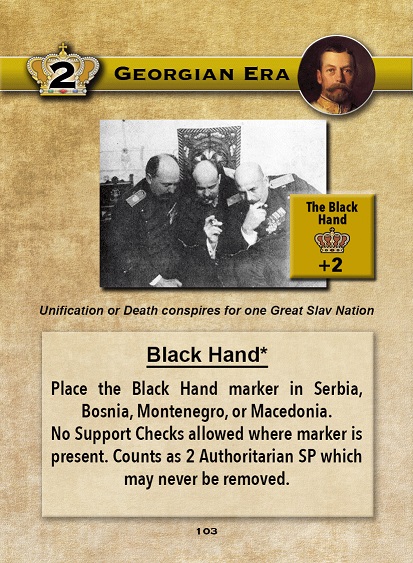 2
GEORGIAN ERA
The Black
Hand
+2
Unification or Death conspires for one Great Slav Nation
Black Hand*
Place the Black Hand marker in Serbia,
Bosnia, Montenegro, or Macedonia.
No Support Checks allowed where marker is
present. Counts as 2 Authoritarian SP which
may never be removed.
103